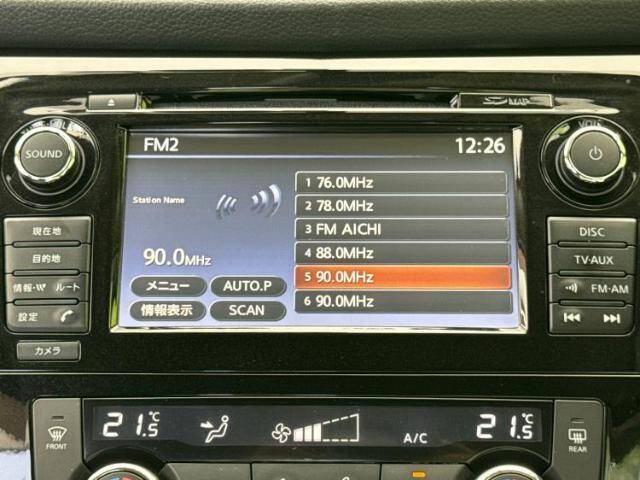 SD MAP
SOUND
VOL
FM2
12:26
Station Name
90.0MHz
1 76.0MHz
2 78.0MHz
3 FM AICHI
4 88.0MHz
5 90.0MHz
6 90.0MHz
メニュー
AUTO.P
情報表示
SCAN
現在地
目的地
情報・W
ルート
設定
カメラ
DISC
TV・AUX
FM・AM
FRONT
21.5℃
A/C
21.5℃
REAR